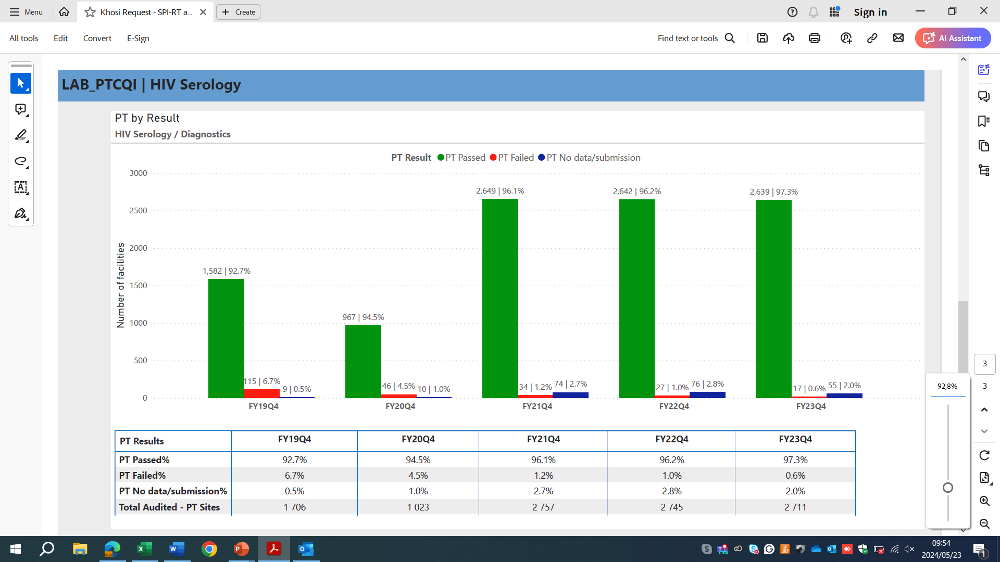 Menu
Khosi Request - SPI-RT a...
Create
Sign in
All tools
Edit
Convert
E-Sign
Find text or tools
AI Assistant
LAB_PTCQI | HIV Serology
PT by Result
HIV Serology / Diagnostics
PT Result PT Passed PT Failed PT No data/submission
Number of facilities
3000
2500
2000
1500
1000
500
0
1,582 | 92.7%
115 | 6.7%
9 | 0.5%
967 | 94.5%
46 | 4.5%
10 | 1.0%
2,649 | 96.1%
34 | 1.2%
74 | 2.7%
2,642 | 96.2%
27 | 1.0%
76 | 2.8%
2,639 | 97.3%
17 | 0.6%
55 | 2.0%
FY19Q4 FY20Q4 FY21Q4 FY22Q4 FY23Q4
PT Results FY19Q4 FY20Q4 FY21Q4 FY22Q4 FY23Q4
PT Passed% 92.7% 94.5% 96.1% 96.2% 97.3%
PT Failed% 6.7% 4.5% 1.2% 1.0% 0.6%
PT No data/submission% 0.5% 1.0% 2.7% 2.8% 2.0%
Total Audited - PT Sites 1 706 1 023 2 757 2 745 2 711
3
3
92,8%
09:54
2024/05/23
1